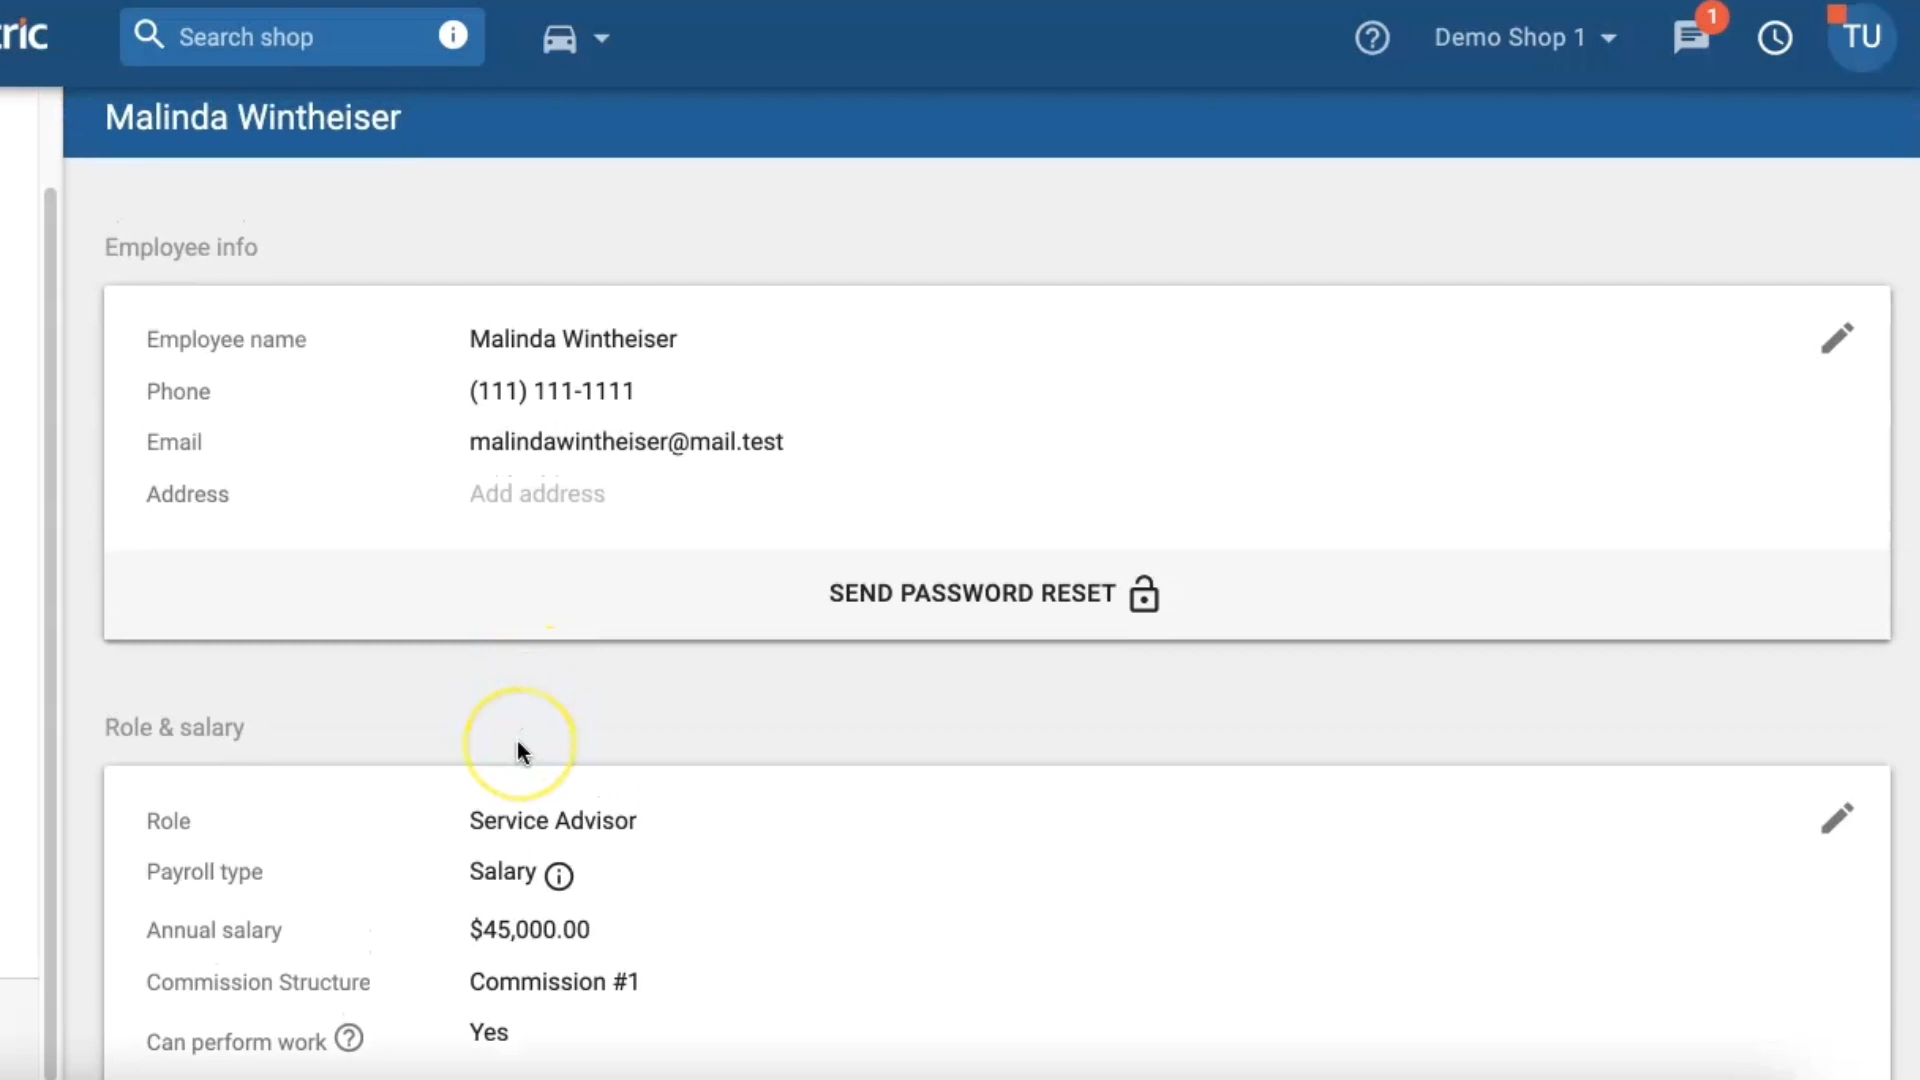 ric
Search shop
Demo Shop 1
1
TU
Malinda Wintheiser
Employee info
Employee name Malinda Wintheiser
Phone (111) 111-1111
Email malindawintheiser@mail.test
Address Add address
SEND PASSWORD RESET
Role & salary
Role Service Advisor
Payroll type Salary
Annual salary $45,000.00
Commission Structure Commission #1
Can perform work Yes